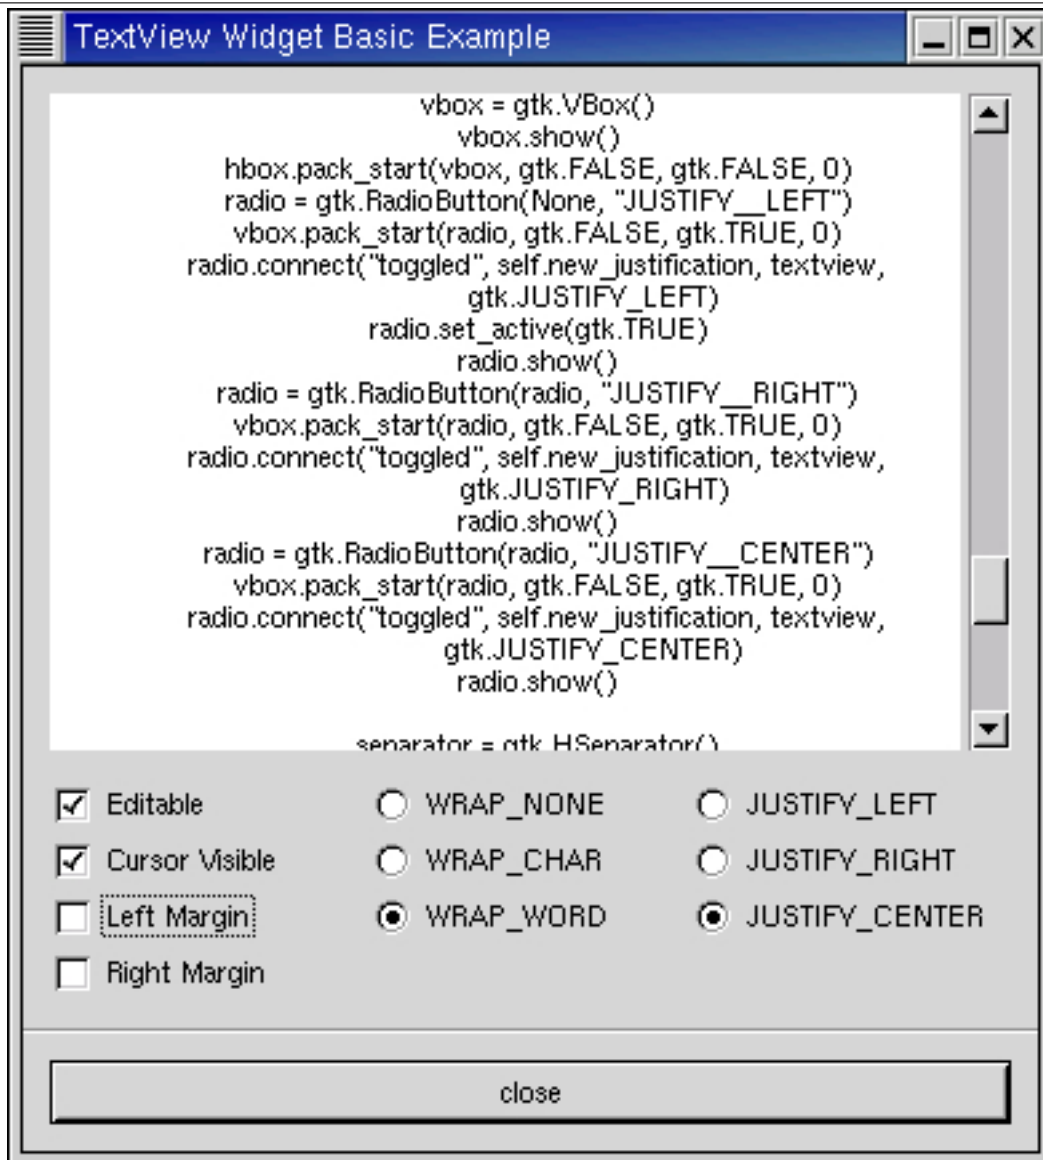 TextView Widget Basic Example
vbox = gtk.VBox()
vbox.show()
hbox.pack_start(vbox, gtk.FALSE, gtk.FALSE, 0)
radio = gtk.RadioButton(None, "JUSTIFY__LEFT")
vbox.pack_start(radio, gtk.FALSE, gtk.TRUE, 0)
radio.connect("toggled", self.new_justification, textview,
gtk.JUSTIFY_LEFT)
radio.set_active(gtk.TRUE)
radio.show()
radio = gtk.RadioButton(radio, "JUSTIFY__RIGHT")
vbox.pack_start(radio, gtk.FALSE, gtk.TRUE, 0)
radio.connect("toggled", self.new_justification, textview,
gtk.JUSTIFY_RIGHT)
radio.show()
radio = gtk.RadioButton(radio, "JUSTIFY__CENTER")
vbox.pack_start(radio, gtk.FALSE, gtk.TRUE, 0)
radio.connect("toggled", self.new_justification, textview,
gtk.JUSTIFY_CENTER)
radio.show()
separator = gtk.HSeparator()
Editable WRAP_NONE JUSTIFY_LEFT
Cursor Visible WRAP_CHAR JUSTIFY_RIGHT
Left Margin WRAP_WORD JUSTIFY_CENTER
Right Margin
close